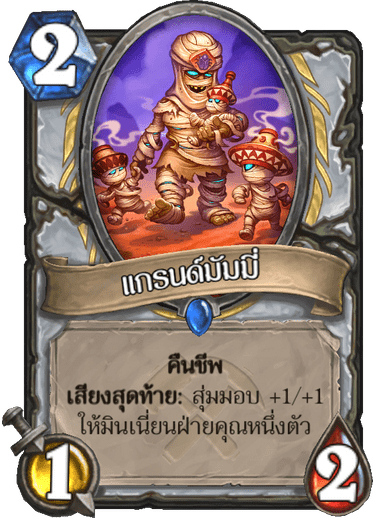 2
แกรนด์มัมมี่
คืนชีพ
เสียงสุดท้าย: สุ่มมอบ +1/+1
ให้มินเนี่ยนฝ่ายคุณหนึ่งตัว
1
2